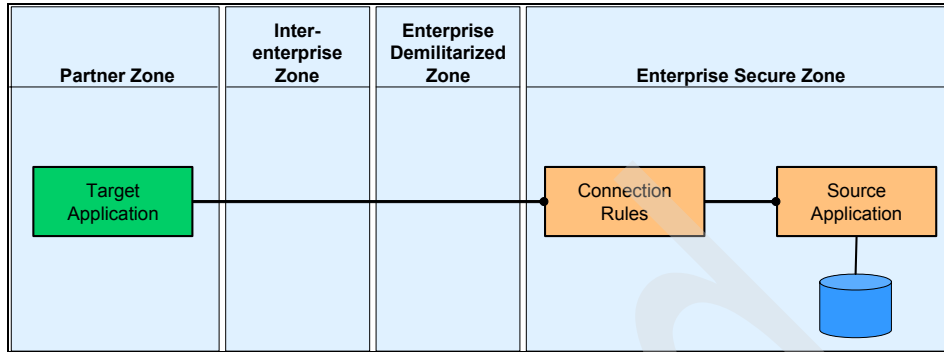 Partner Zone
Inter-
enterprise
Zone
Enterprise
Demilitarized
Zone
Enterprise Secure Zone
Target
Application
Connection
Rules
Source
Application